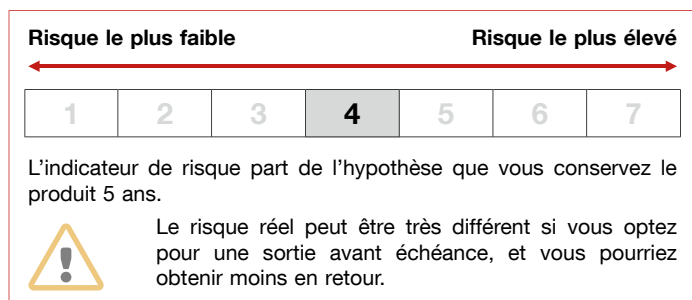 Risque le plus faible Risque le plus élevé
1 2 3 4 5 6 7
L’indicateur de risque part de l’hypothèse que vous conservez le
produit 5 ans.
Le risque réel peut être très différent si vous optez
pour une sortie avant échéance, et vous pourriez
obtenir moins en retour.